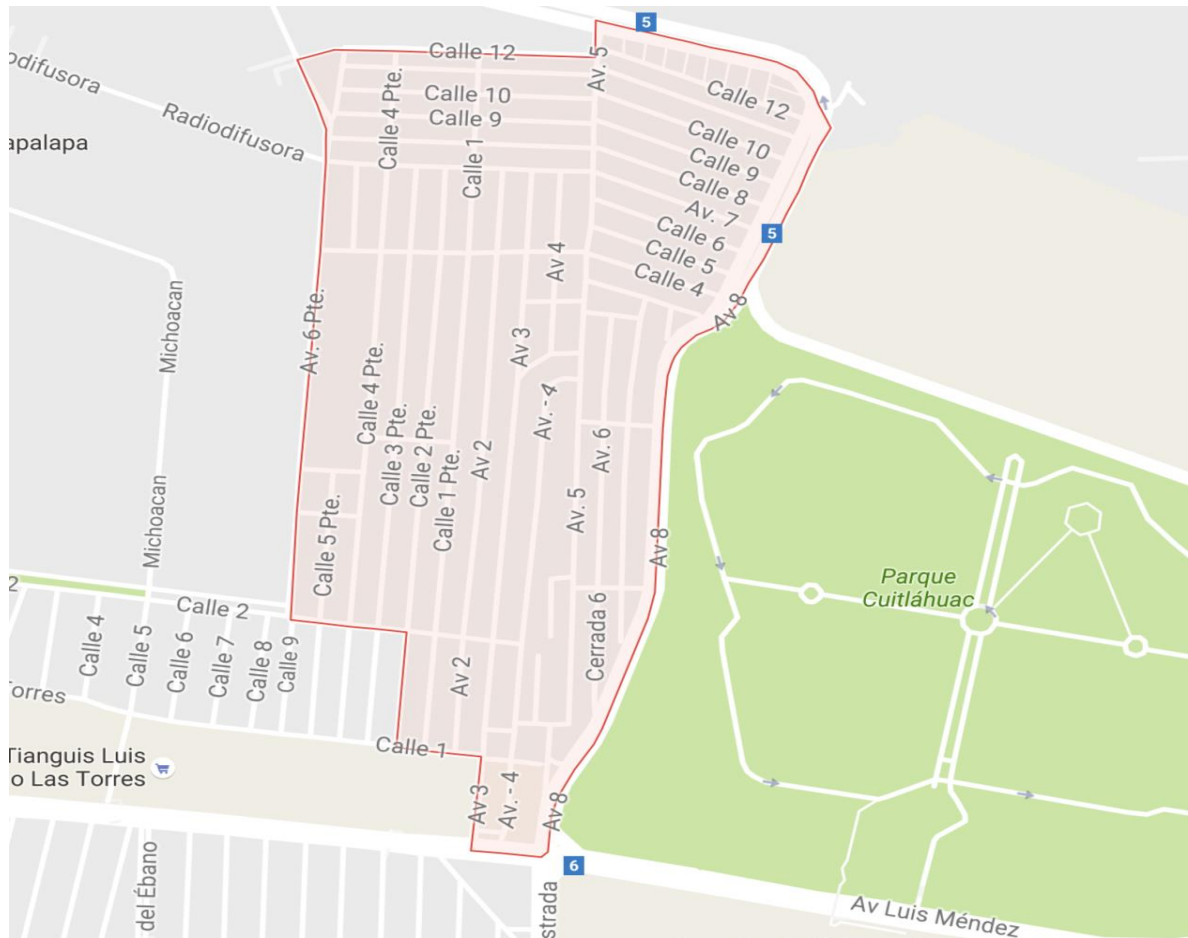 5
Calle 12
Av. 5
odifusora
Calle 12
Calle 10
Calle 4 Pte.
Calle 9
Radiodifusora
Calle 10
apalapa
Calle 1
Calle 9
Calle 8
Av. 7
Calle 6
5
Av 4
Calle 5
Calle 4
Michoacan
Av. 6 Pte.
Av 8
Av 3
Calle 4 Pte.
Av. - 4
Calle 3 Pte.
Calle 2 Pte.
Av 2
Av. 6
Calle 1 Pte.
Av. 5
Michoacan
Calle 5 Pte.
Av 8
Parque
Cuitláhuac
2
Calle 2
Cerrada 6
Calle 4
Calle 5
Calle 6
Calle 7
Calle 8
Calle 9
Av 2
Torres
Calle 1
Tianguis Luis
o Las Torres
Av 3
Av. - 4
Av 8
6
del Ébano
strada
Av Luis Méndez